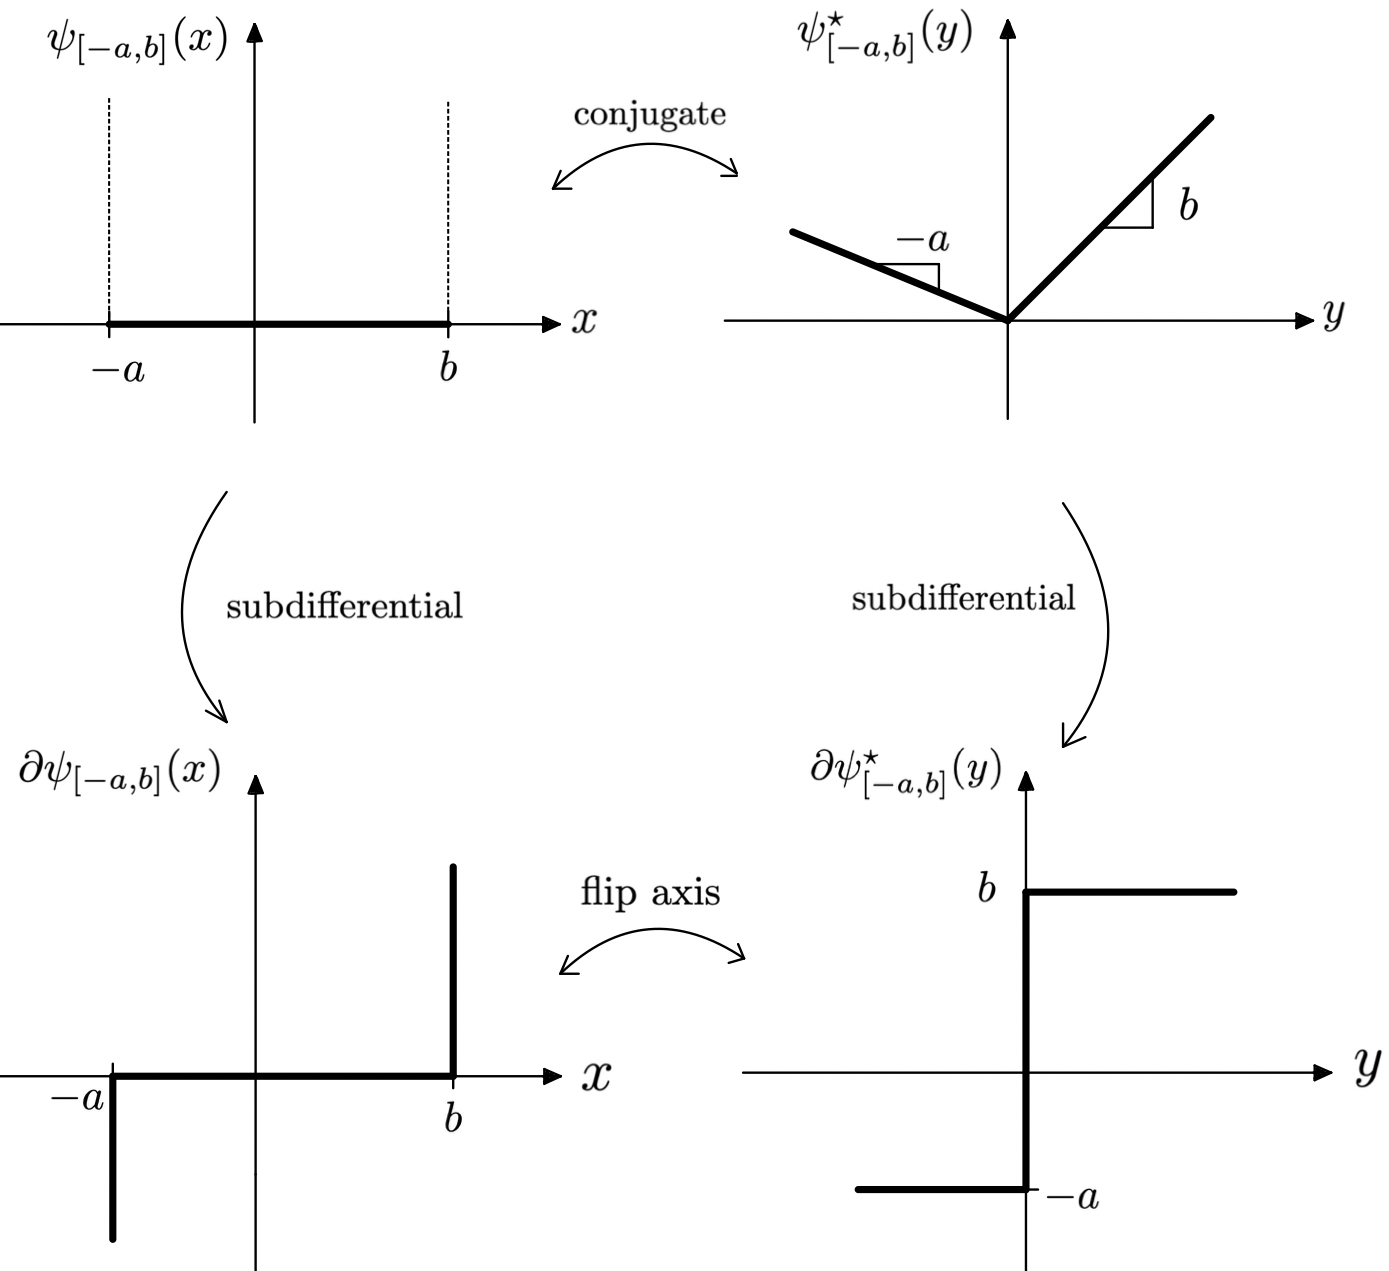 ψ[−a,b](x)
ψ⋆[−a,b](y)
conjugate
−a
b
x
y
−a
b
subdifferential
subdifferential
∂ψ[−a,b](x)
∂ψ⋆[−a,b](y)
b
flip axis
x
y
−a
b
−a